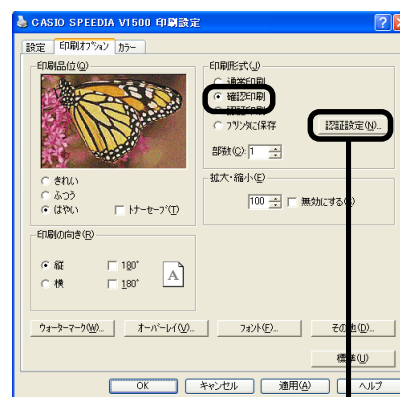 CASIO SPEEDIA V1500 印刷設定
設定 印刷オプション カラー
印刷品位(Q)
きれい
ふつう
はやい
トナーセーブ(T)
印刷形式(J)
通常印刷
確認印刷
認証印刷
プリンタに保存
認証設定(N)...
部数(C): 1
拡大・縮小(E)
100 無効にする
印刷の向き(R)
縦 180°
横 180°
A
ウォーターマーク(W)... オーバーレイ(V)... フォント(F)... その他(D)...
標準(U)
OK キャンセル 適用(A) ヘルプ